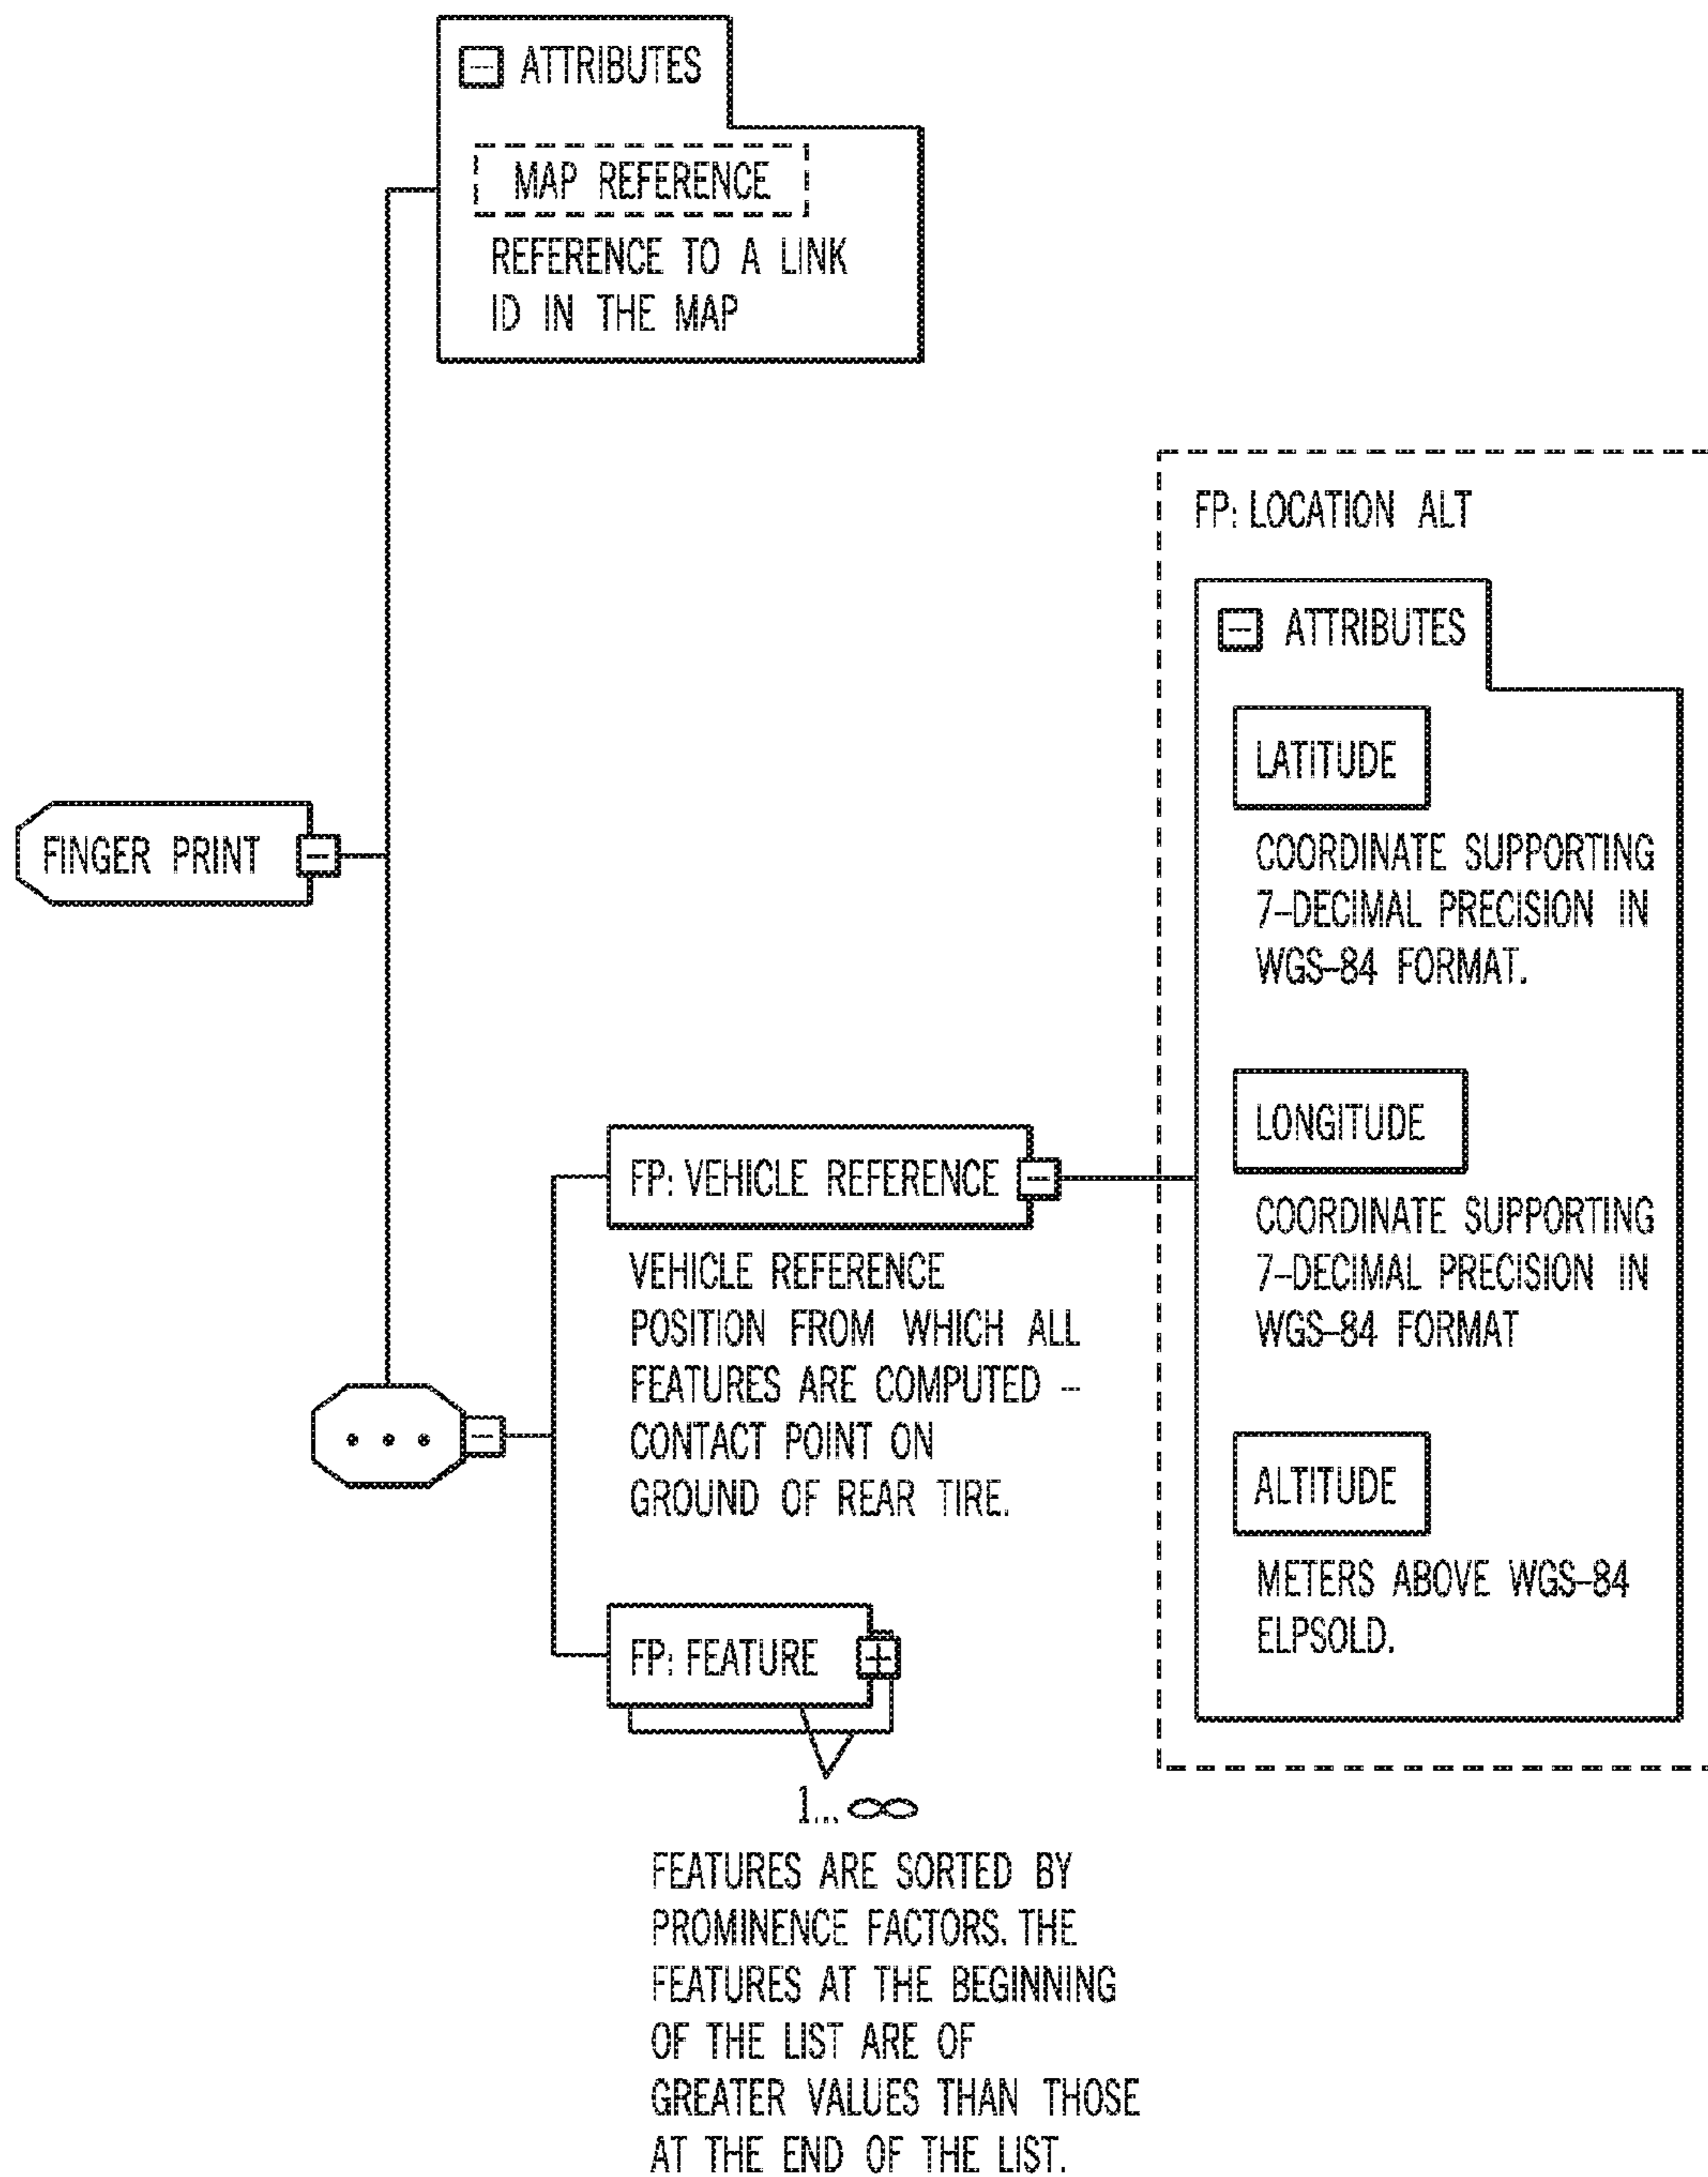 ATTRIBUTES
MAP REFERENCE
REFERENCE TO A LINK
ID IN THE MAP
FINGER PRINT
FP: VEHICLE REFERENCE
VEHICLE REFERENCE
POSITION FROM WHICH ALL
FEATURES ARE COMPUTED –
CONTACT POINT ON
GROUND OF REAR TIRE.
FP: FEATURE
1...∞
FEATURES ARE SORTED BY
PROMINENCE FACTORS. THE
FEATURES AT THE BEGINNING
OF THE LIST ARE OF
GREATER VALUES THAN THOSE
AT THE END OF THE LIST.
FP: LOCATION ALT
ATTRIBUTES
LATITUDE
COORDINATE SUPPORTING
7–DECIMAL PRECISION IN
WGS–84 FORMAT.
LONGITUDE
COORDINATE SUPPORTING
7–DECIMAL PRECISION IN
WGS–84 FORMAT
ALTITUDE
METERS ABOVE WGS–84
ELPSOLD.